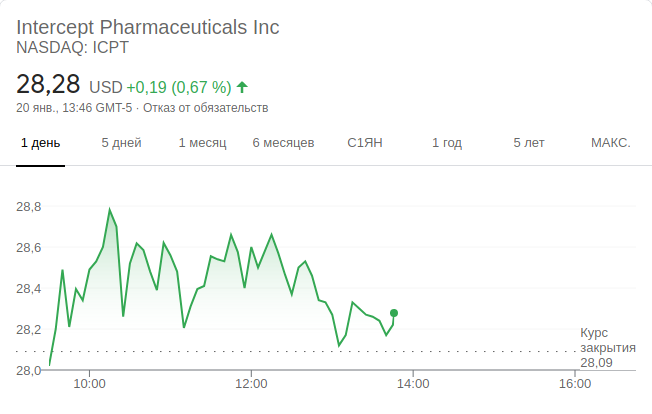 Intercept Pharmaceuticals Inc
NASDAQ: ICPT
28,28 USD +0,19 (0,67 %)
20 янв., 13:46 GMT-5 · Отказ от обязательств
1 день 5 дней 1 месяц 6 месяцев С1ЯН 1 год 5 лет МАКС.
28,8
28,6
28,4
28,2
Курс
закрытия
28,09
28,0
10:00 12:00 14:00 16:00